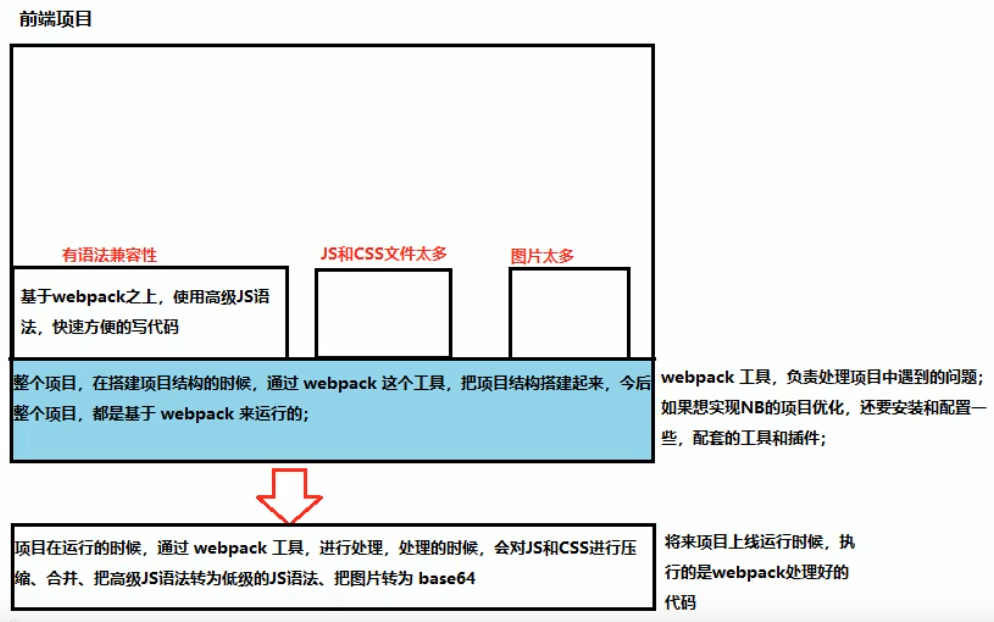 前端项目
有语法兼容性
JS和CSS文件太多
图片太多
基于webpack之上，使用高级JS语
法，快速方便的写代码
整个项目，在搭建项目结构的时候，通过 webpack 这个工具，把项目结构搭建起来，今后
整个项目，都是基于 webpack 来运行的；
webpack 工具，负责处理项目中遇到的问题；
如果想实现NB的项目优化，还要安装和配置一
些，配套的工具和插件；
项目在运行的时候，通过 webpack 工具，进行处理，处理的时候，会对JS和CSS进行压
缩、合并、把高级JS语法转为低级的JS语法、把图片转为 base64
将来项目上线运行时候，执
行的是webpack处理好的
代码